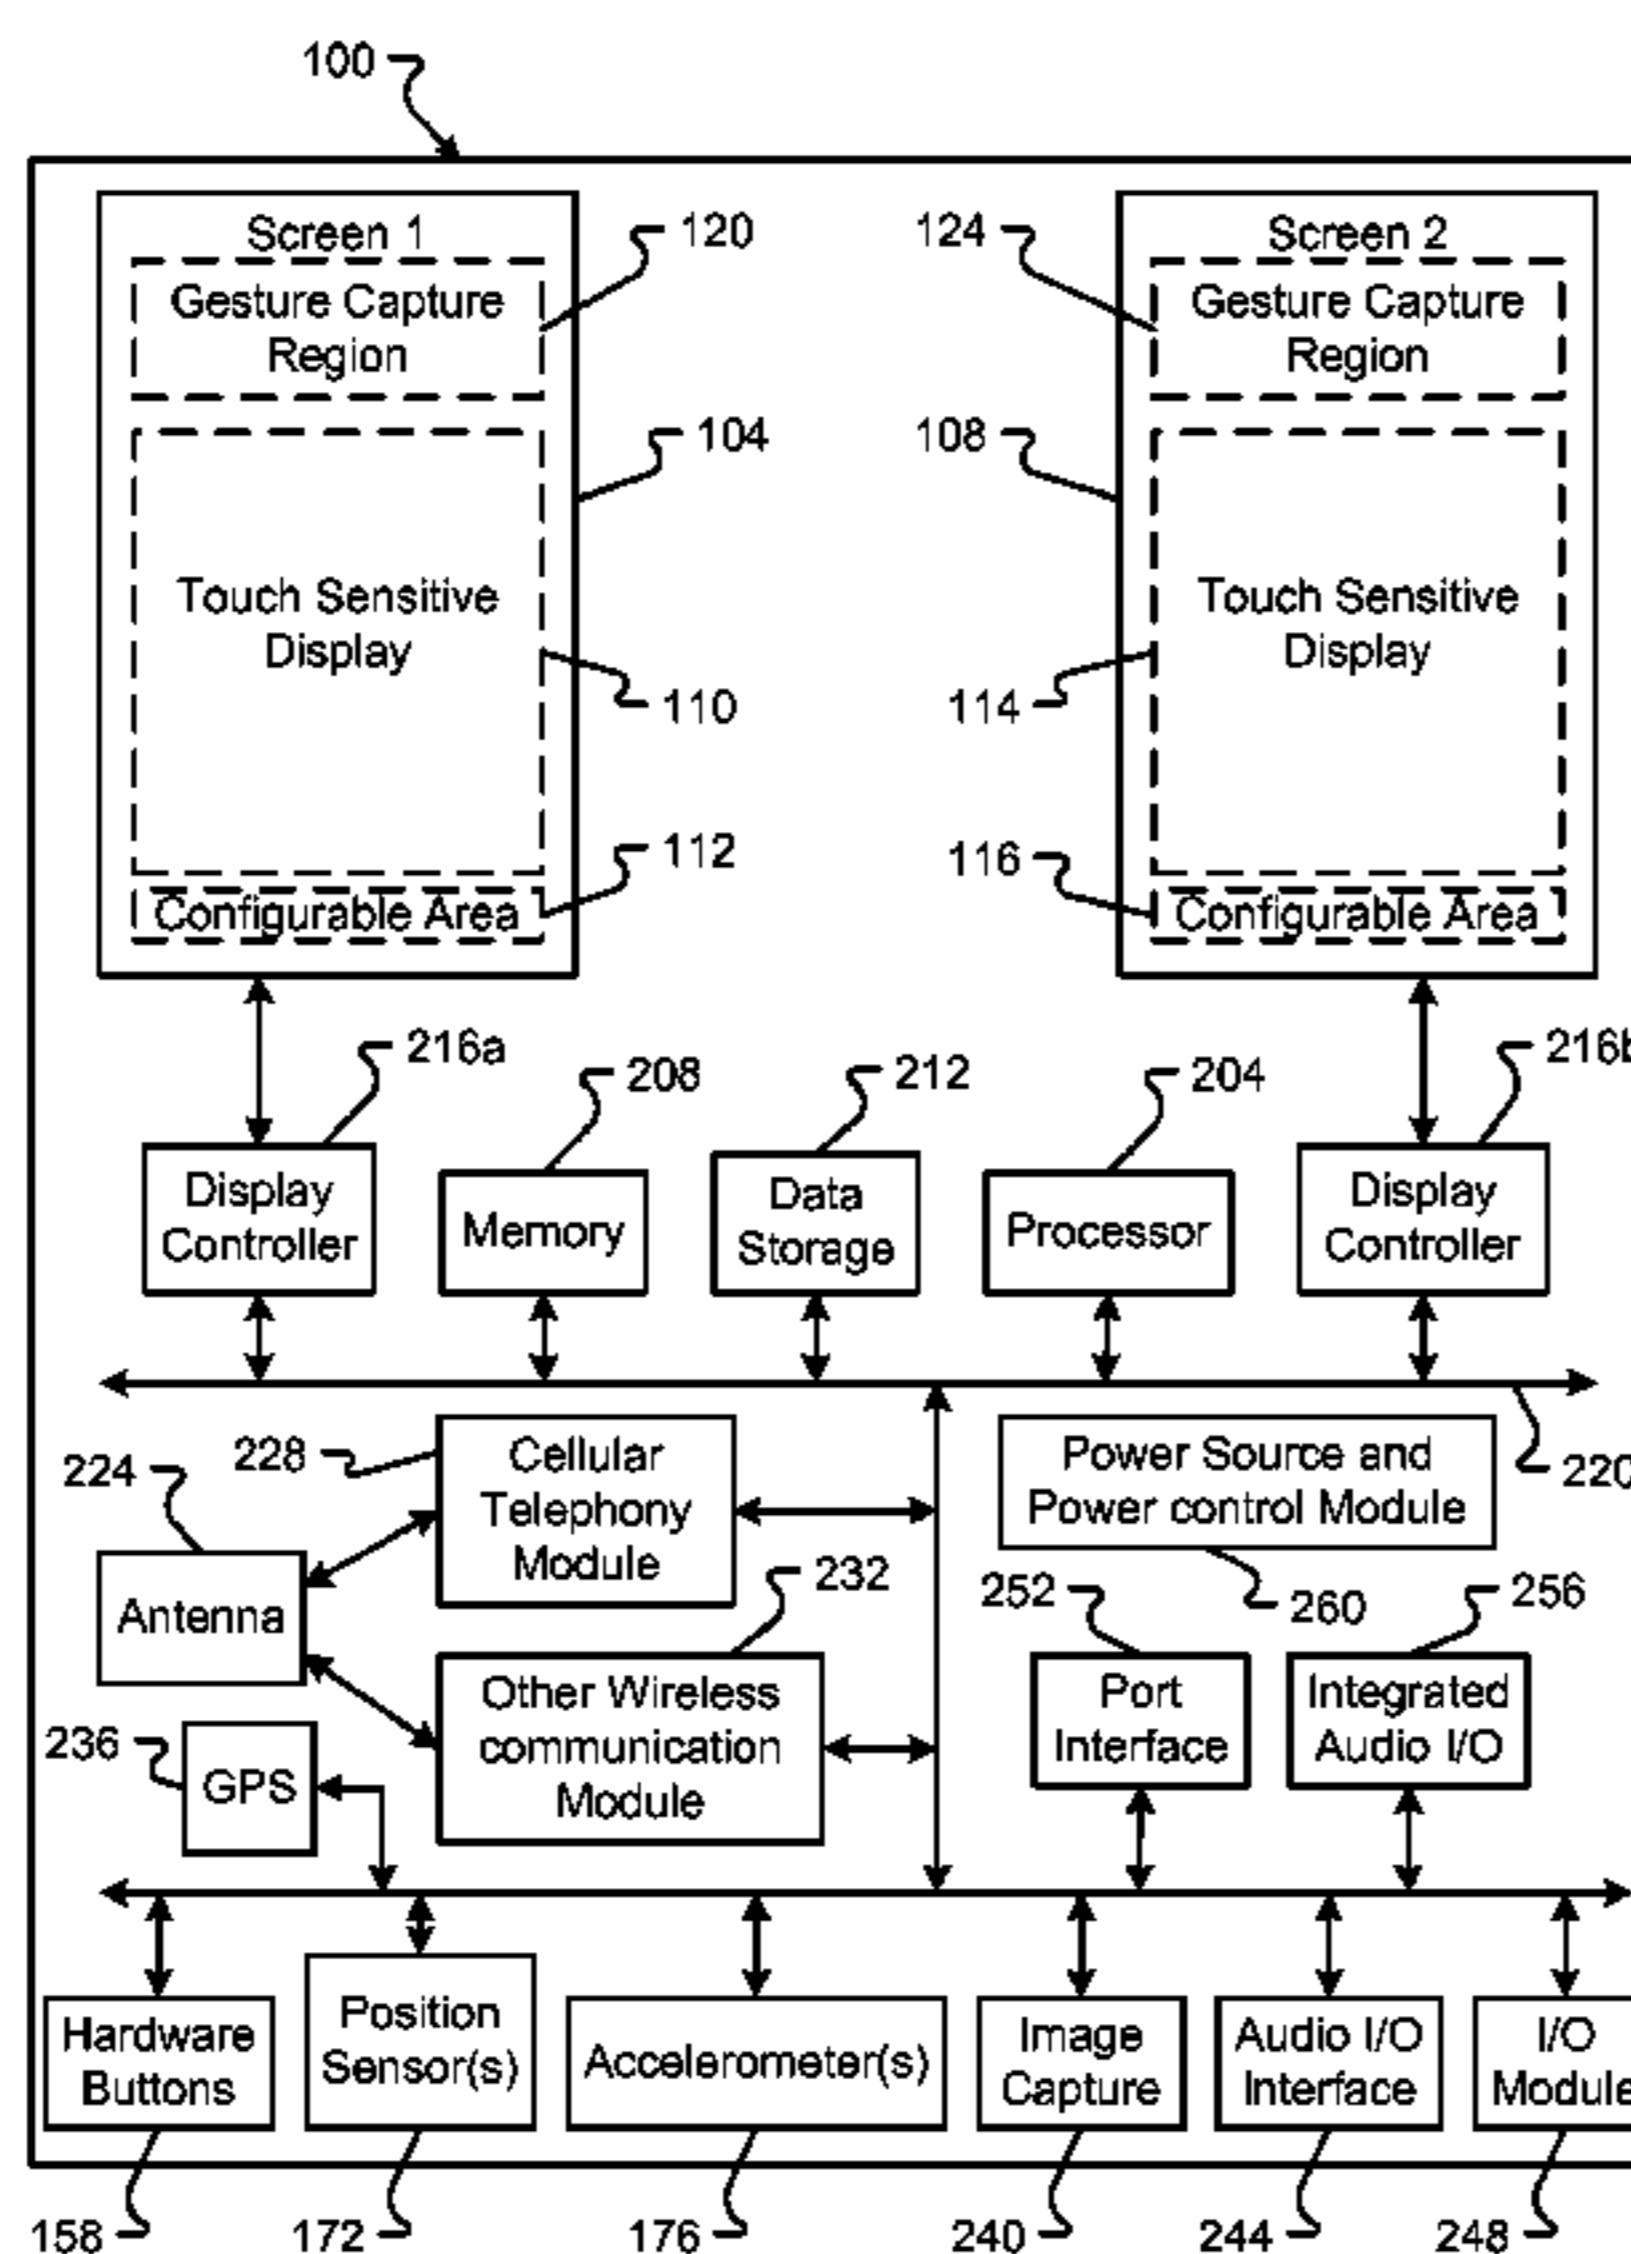 100
Screen 1
Gesture Capture
Region
120
104
Touch Sensitive
Display
110
112
Configurable Area
Screen 2
124
Gesture Capture
Region
108
Touch Sensitive
Display
114
116
Configurable Area
216a
208
212
204
216b
Display
Controller
Memory
Data
Storage
Processor
Display
Controller
220
224
228
Cellular
Telephony
Module
Power Source and
Power control Module
260
Antenna
232
Other Wireless
communication
Module
252
Port
Interface
256
Integrated
Audio I/O
236
GPS
Hardware
Buttons
Position
Sensor(s)
Accelerometer(s)
Image
Capture
Audio I/O
Interface
I/O
Module
158
172
176
240
244
248